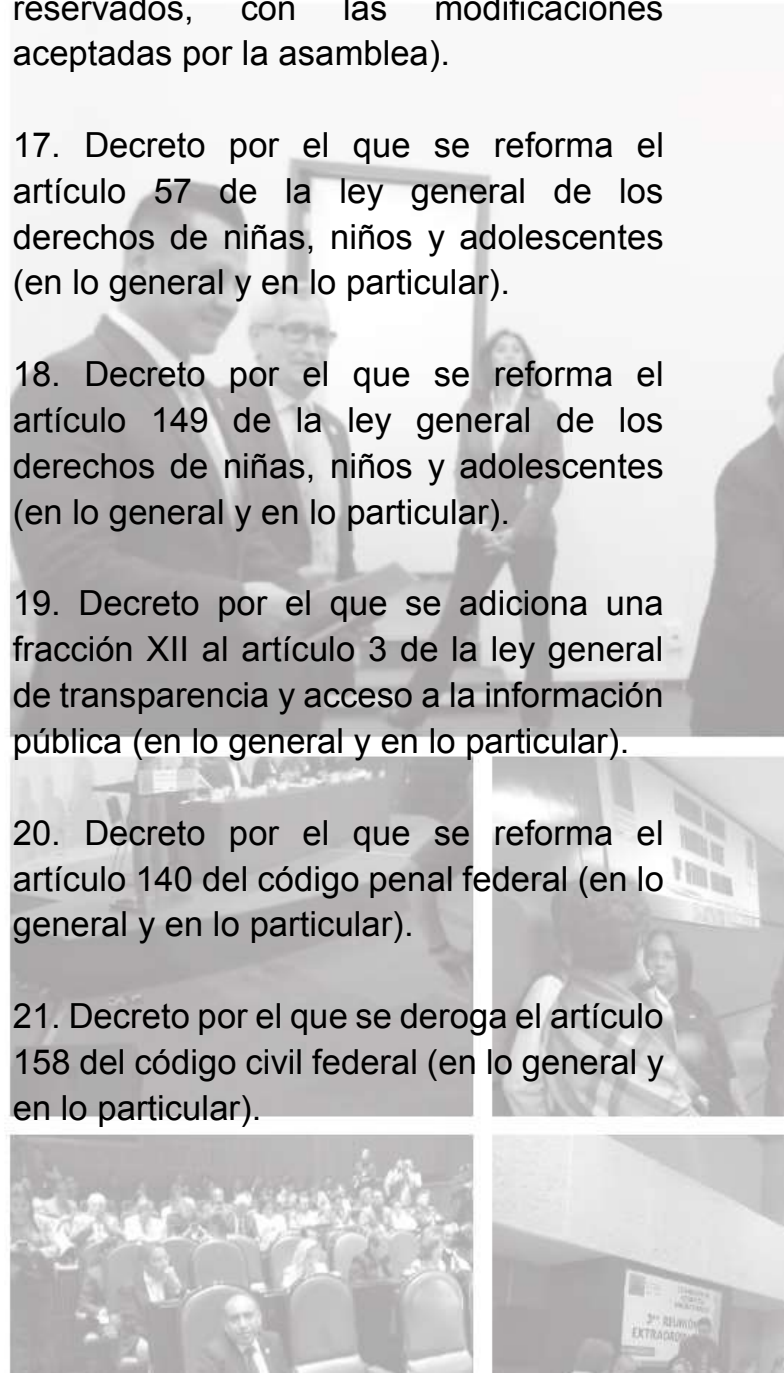 reservados, con las modificaciones
aceptadas por la asamblea).
17. Decreto por el que se reforma el
artículo 57 de la ley general de los
derechos de niñas, niños y adolescentes
(en lo general y en lo particular).
18. Decreto por el que se reforma el
artículo 149 de la ley general de los
derechos de niñas, niños y adolescentes
(en lo general y en lo particular).
19. Decreto por el que se adiciona una
fracción XII al artículo 3 de la ley general
de transparencia y acceso a la información
pública (en lo general y en lo particular).
20. Decreto por el que se reforma el
artículo 140 del código penal federal (en lo
general y en lo particular).
21. Decreto por el que se deroga el artículo
158 del código civil federal (en lo general y
en lo particular).
REUNIÓN